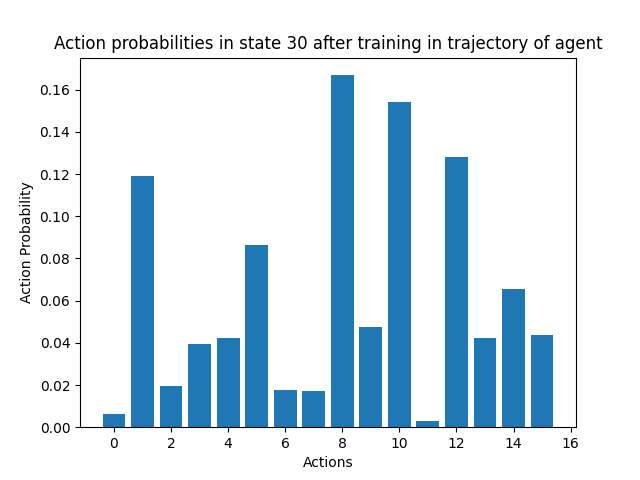 Action probabilities in state 30 after training in trajectory of agent
0.16
0.14
0.12
0.10
0.08
0.06
0.04
0.02
0.00
Action Probability
0 2 4 6 8 10 12 14 16
Actions